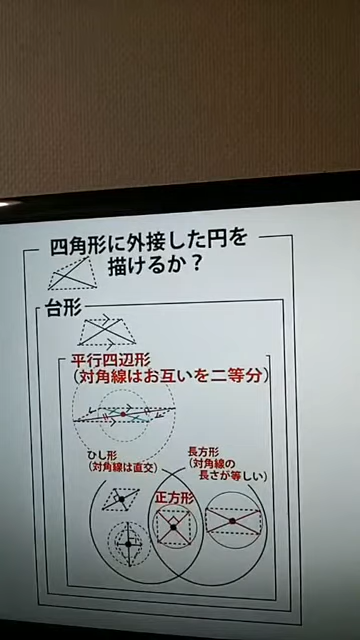 四角形に外接した円を
描けるか？
台形
平行四辺形
(対角線はお互いを二等分)
ひし形
(対角線は直交)
長方形
(対角線の
長さが等しい)
正方形